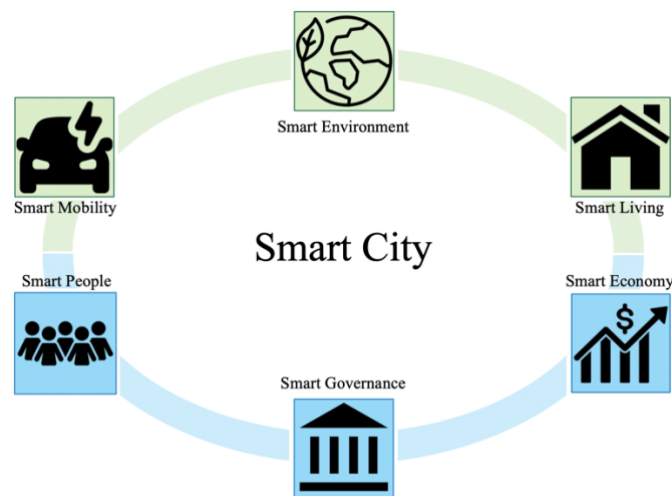 Smart Environment
Smart Mobility
Smart Living
Smart City
Smart People
Smart Economy
$
Smart Governance